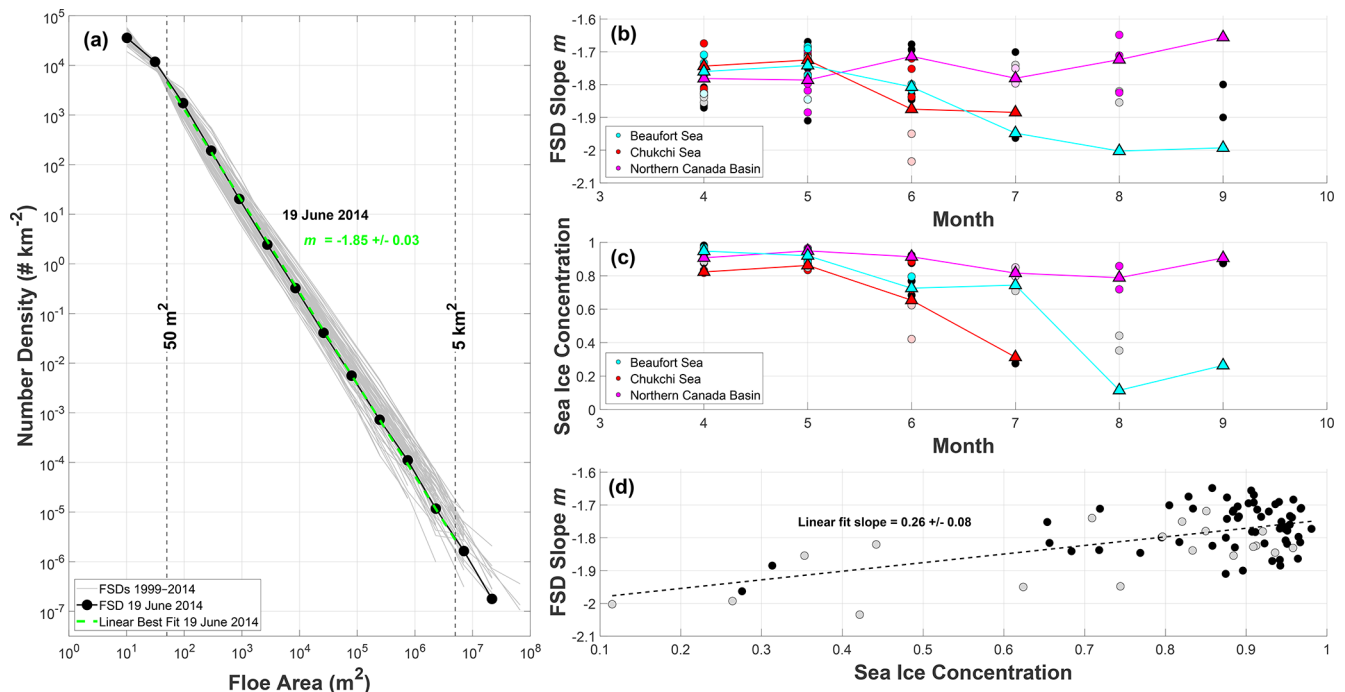 (a)
10^5
10^4
10^3
10^2
10^1
10^0
10^-1
10^-2
10^-3
10^-4
10^-5
10^-6
10^-7
Number Density (# km^-2)
19 June 2014
m = -1.85 +/- 0.03
50 m^2
5 km^2
FSDs 1999–2014
FSD 19 June 2014
Linear Best Fit 19 June 2014
10^0 10^1 10^2 10^3 10^4 10^5 10^6 10^7 10^8
Floe Area (m^2)
(b)
-1.6
-1.7
-1.8
-1.9
-2
-2.1
FSD Slope m
Beaufort Sea
Chukchi Sea
Northern Canada Basin
3 4 5 6 7 8 9 10
Month
(c)
1
0.8
0.6
0.4
0.2
0
Sea Ice Concentration
Beaufort Sea
Chukchi Sea
Northern Canada Basin
3 4 5 6 7 8 9 10
Month
(d)
-1.6
-1.7
-1.8
-1.9
-2
-2.1
FSD Slope m
Linear fit slope = 0.26 +/- 0.08
0.1 0.2 0.3 0.4 0.5 0.6 0.7 0.8 0.9 1
Sea Ice Concentration